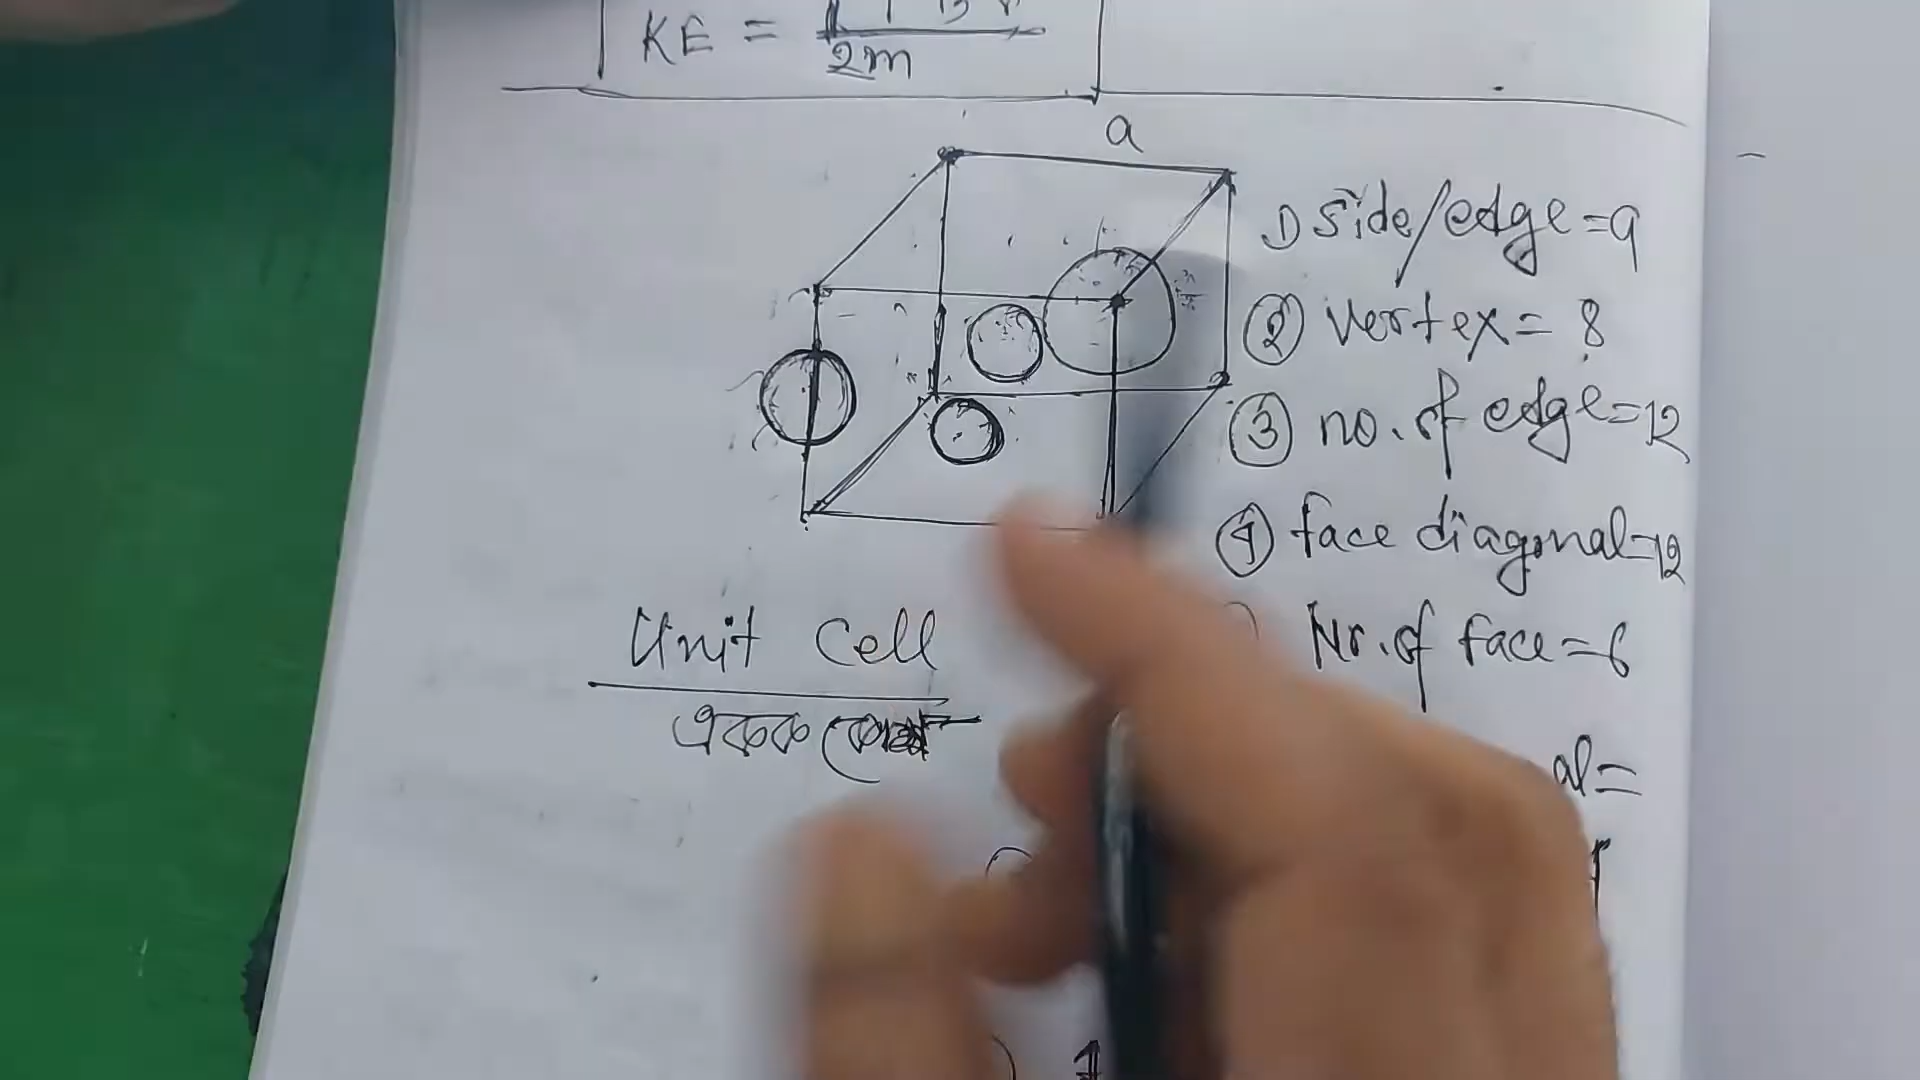 KE =
2m
a
1) Side/edge = a
② Vertex = 8
③ no. of edge = 12
④ face diagonal = 12
Nr. of face = 6
Unit Cell
একক
al =